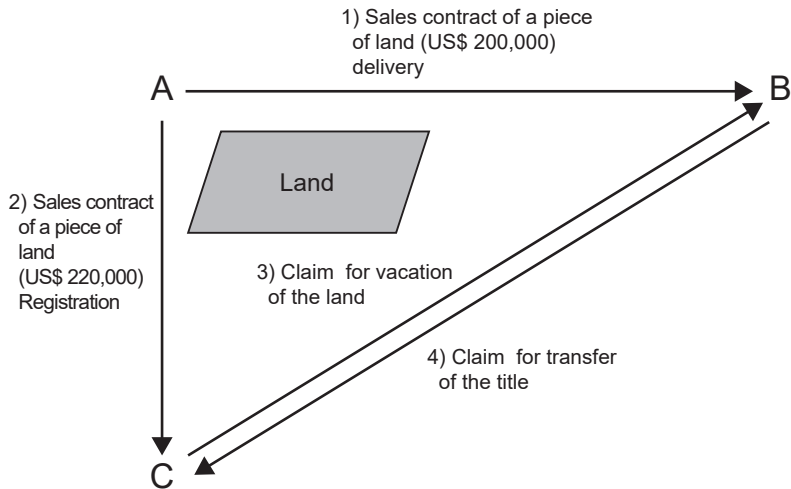 1) Sales contract of a piece
of land (US$ 200,000)
delivery
A
B
Land
2) Sales contract
of a piece of
land
(US$ 220,000)
Registration
3) Claim for vacation
of the land
4) Claim for transfer
of the title
C